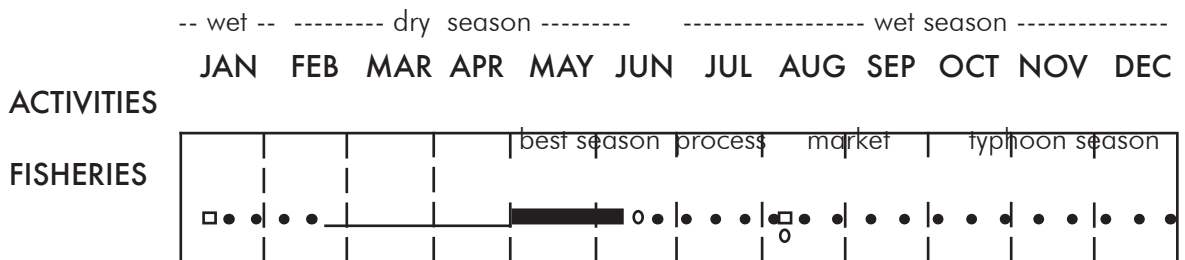 -- wet -- --------- dry season --------- ------------------ wet season ---------------
JAN FEB MAR APR MAY JUN JUL AUG SEP OCT NOV DEC
ACTIVITIES
best season process market typhoon season
FISHERIES